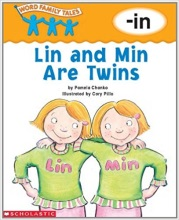 WORD FAMILY TALES
-in
Lin and Min
Are Twins
by Pamela Chanko
Illustrated by Cary Pillo
Lin
Min
SCHOLASTIC